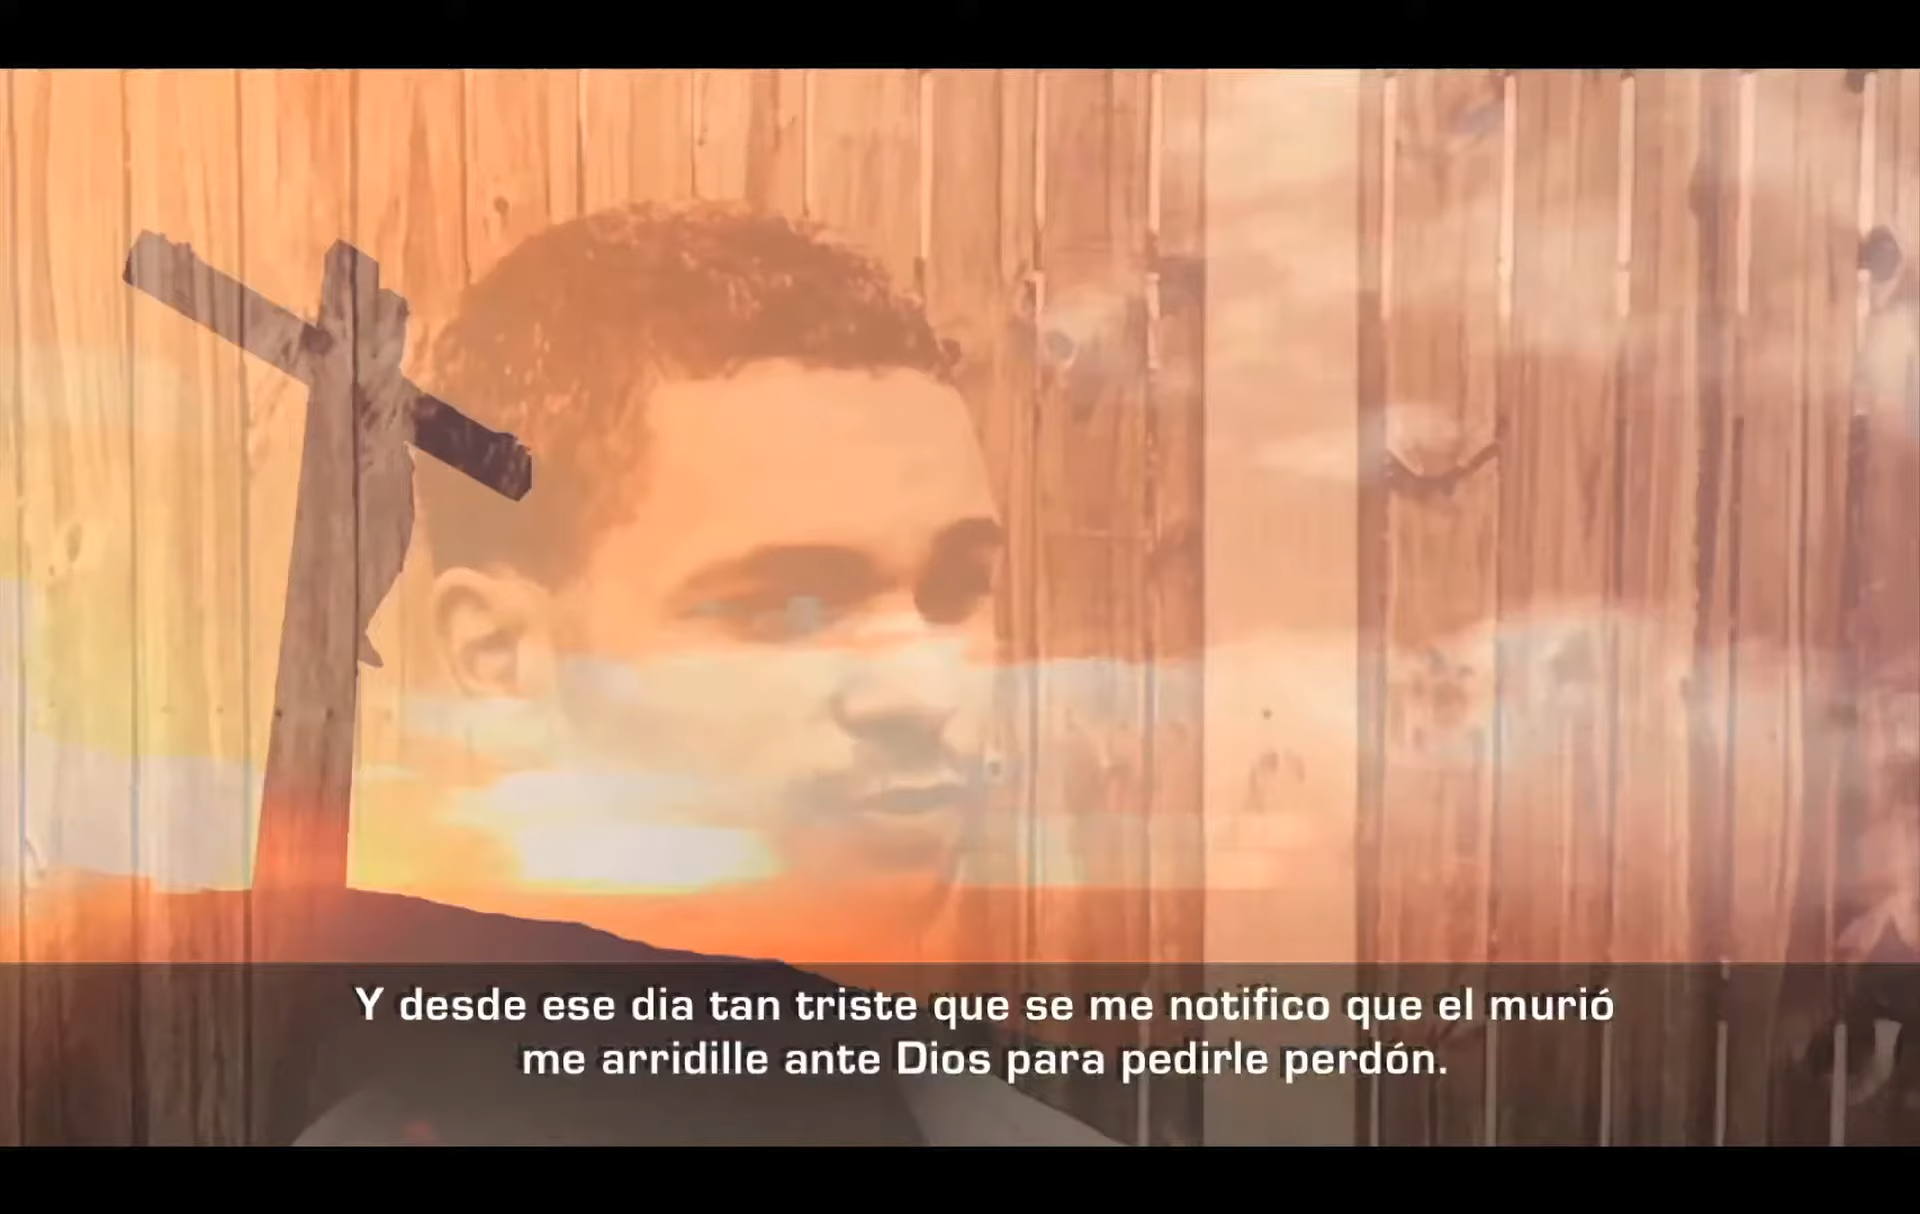 Y desde ese dia tan triste que se me notifico que el murió
me arridille ante Dios para pedirle perdón.